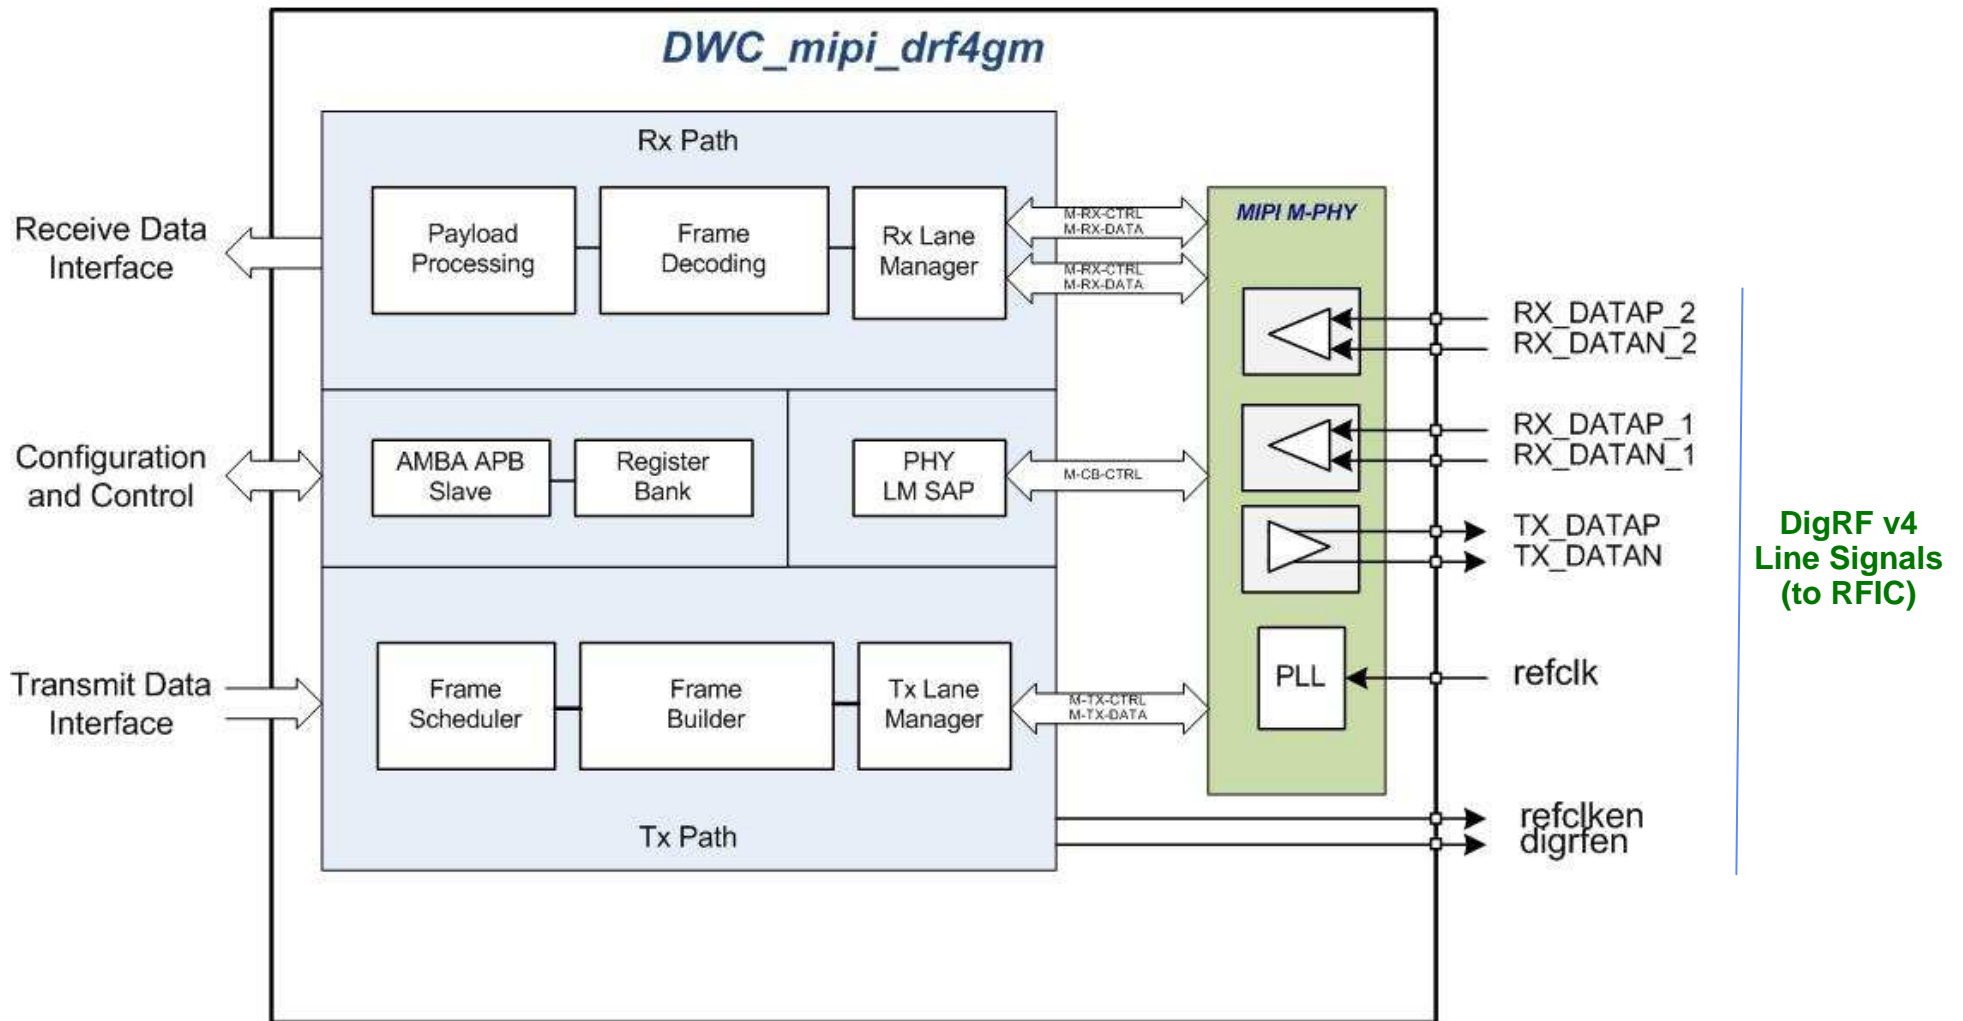 DWC_mipi_drf4gm
Rx Path
Receive Data
Interface
Payload
Processing
Frame
Decoding
Rx Lane
Manager
M-RX-CTRL
M-RX-DATA
M-RX-CTRL
M-RX-DATA
MIPI M-PHY
RX_DATAP_2
RX_DATAN_2
RX_DATAP_1
RX_DATAN_1
Configuration
and Control
AMBA APB
Slave
Register
Bank
PHY
LM SAP
M-CB-CTRL
TX_DATAP
TX_DATAN
DigRF v4
Line Signals
(to RFIC)
Transmit Data
Interface
Frame
Scheduler
Frame
Builder
Tx Lane
Manager
M-TX-CTRL
M-TX-DATA
PLL
refclk
Tx Path
refclken
digrfen